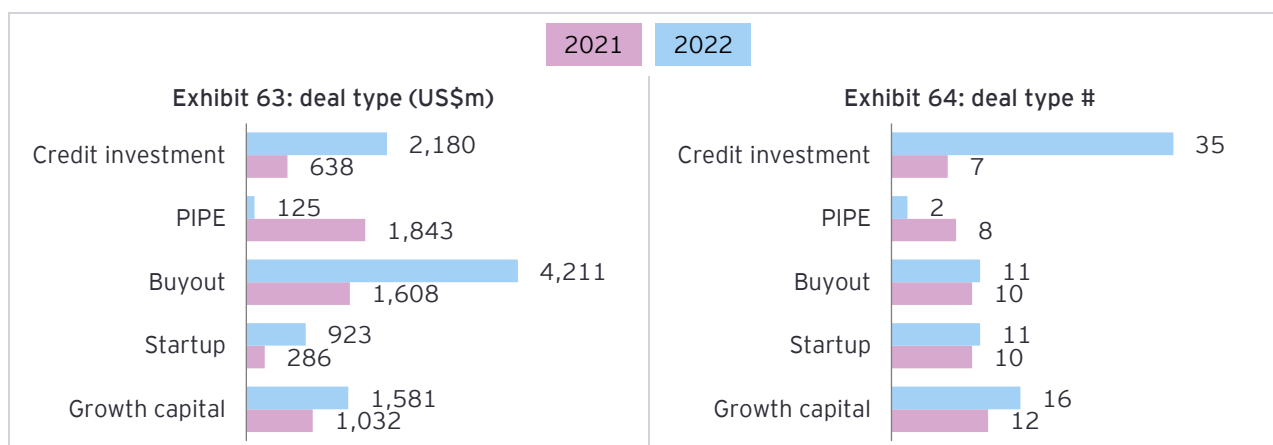 2021 2022
Exhibit 63: deal type (US$m)
Credit investment 2,180
638
PIPE 125
1,843
Buyout 4,211
1,608
Startup 923
286
Growth capital 1,581
1,032
Exhibit 64: deal type #
Credit investment 35
7
PIPE 2
8
Buyout 11
10
Startup 11
10
Growth capital 16
12